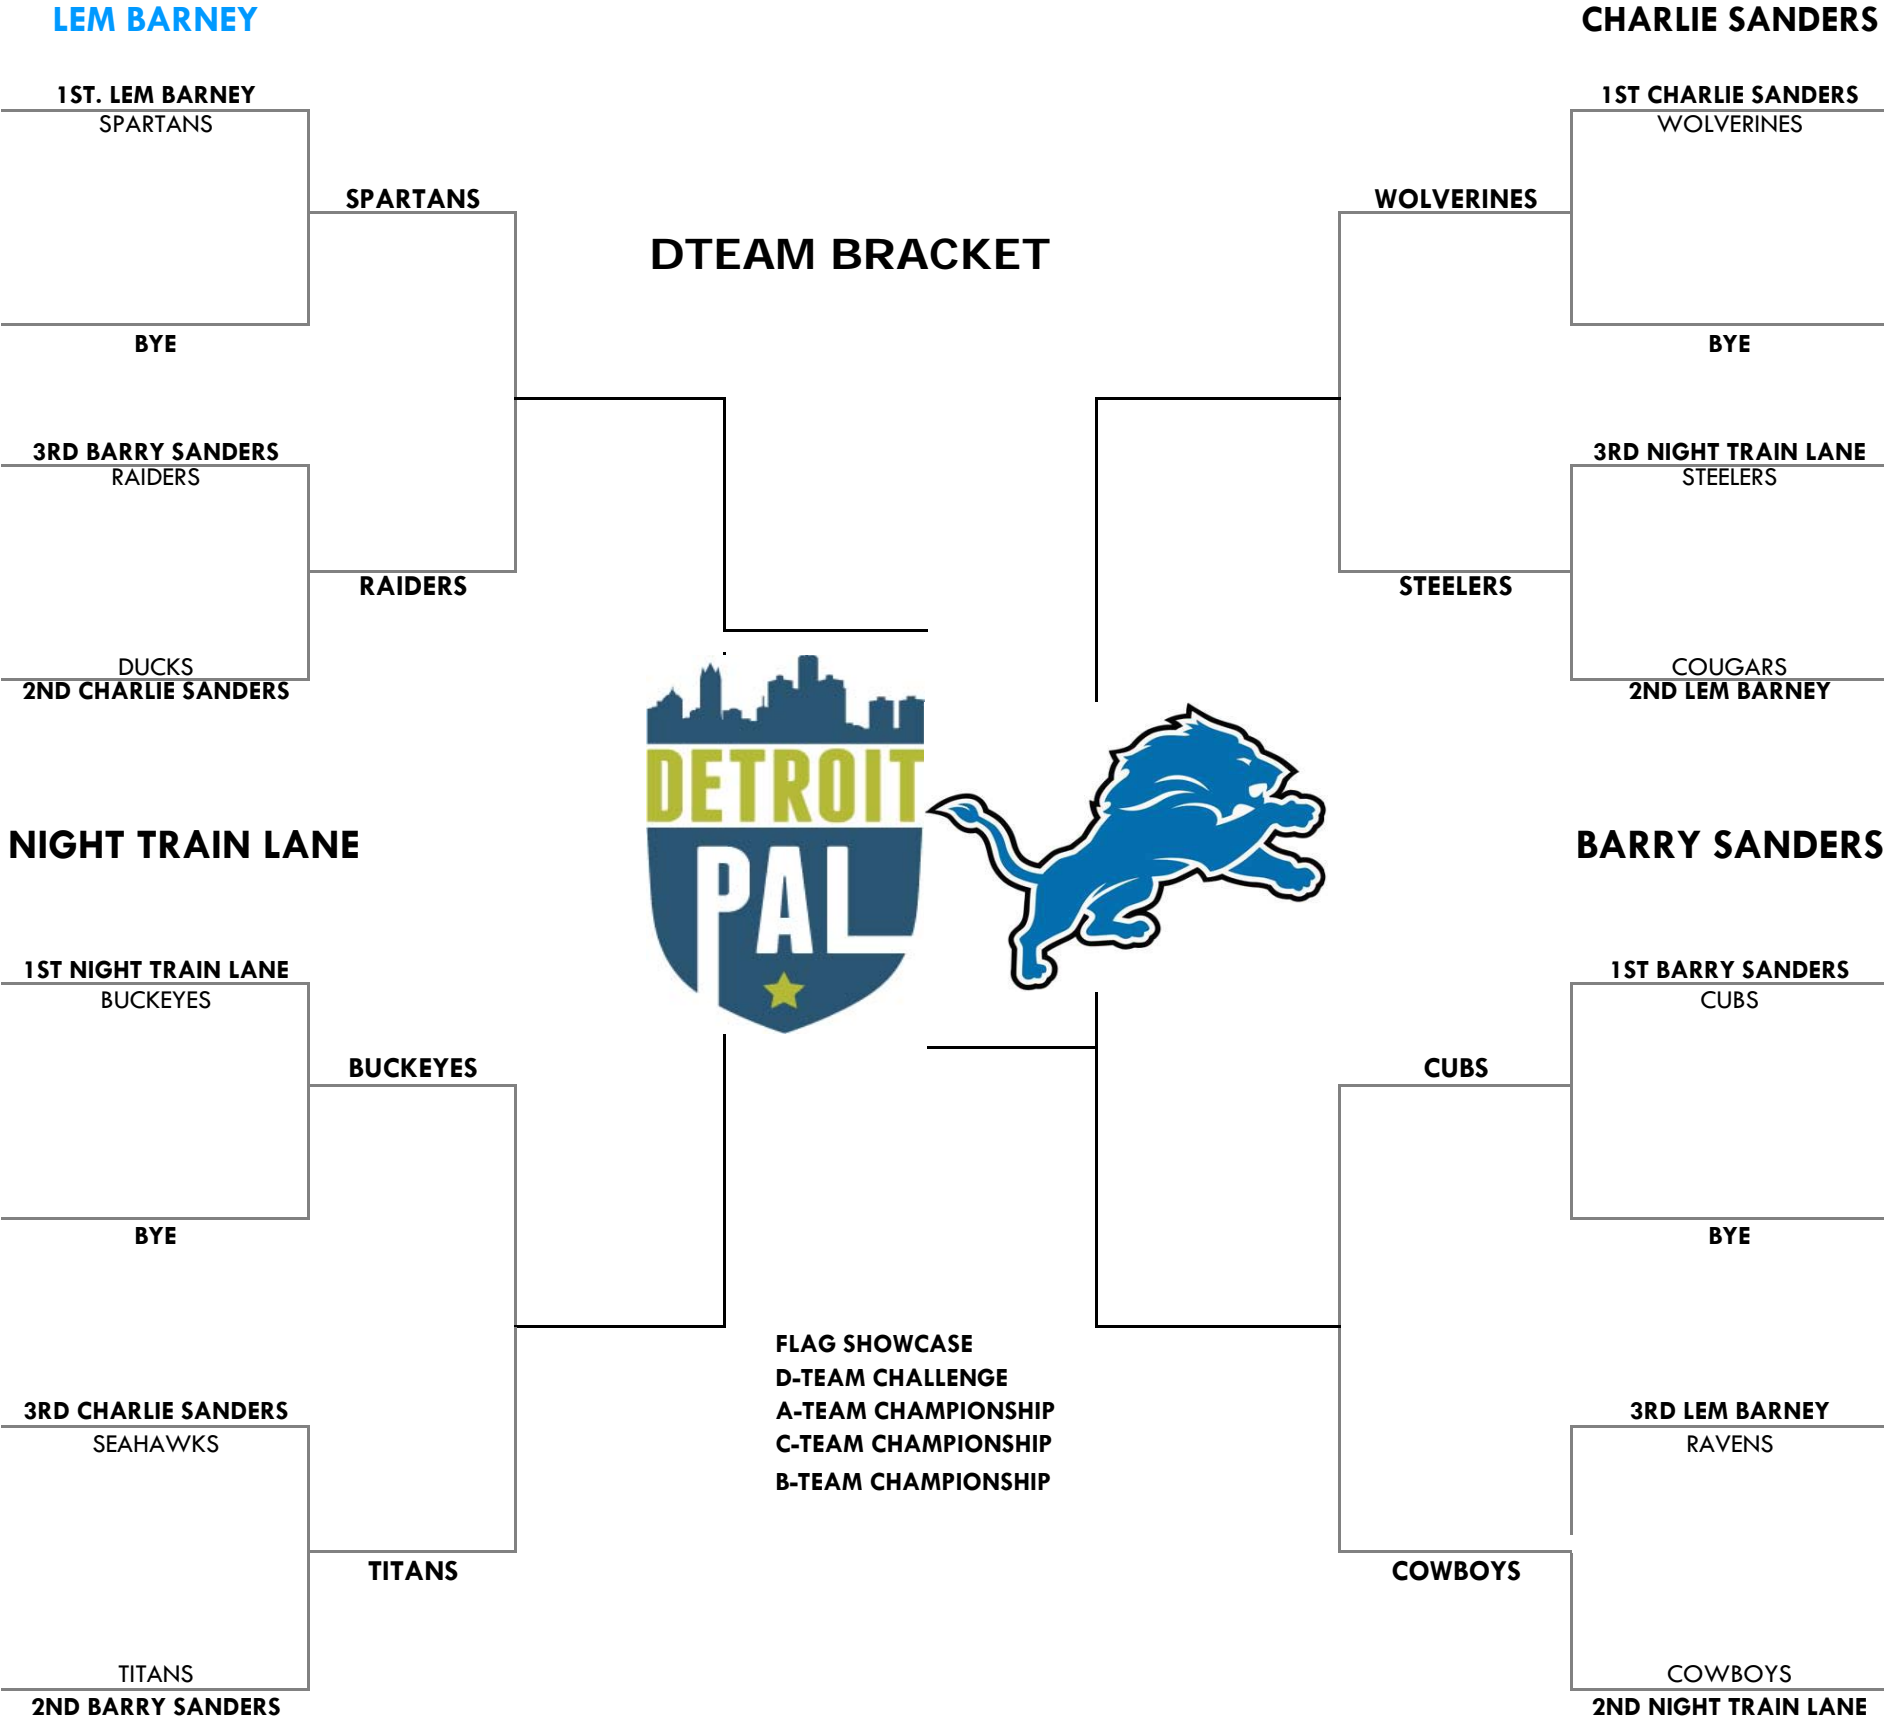 LEM BARNEY
CHARLIE SANDERS
1ST. LEM BARNEY
SPARTANS
1ST CHARLIE SANDERS
WOLVERINES
SPARTANS
WOLVERINES
DTEAM BRACKET
BYE
BYE
3RD BARRY SANDERS
RAIDERS
3RD NIGHT TRAIN LANE
STEELERS
RAIDERS
STEELERS
DUCKS
2ND CHARLIE SANDERS
COUGARS
2ND LEM BARNEY
DETROIT
PAL
NIGHT TRAIN LANE
BARRY SANDERS
1ST NIGHT TRAIN LANE
BUCKEYES
1ST BARRY SANDERS
CUBS
BUCKEYES
CUBS
BYE
BYE
FLAG SHOWCASE
D-TEAM CHALLENGE
A-TEAM CHAMPIONSHIP
C-TEAM CHAMPIONSHIP
B-TEAM CHAMPIONSHIP
3RD CHARLIE SANDERS
SEAHAWKS
3RD LEM BARNEY
RAVENS
TITANS
COWBOYS
TITANS
2ND BARRY SANDERS
COWBOYS
2ND NIGHT TRAIN LANE